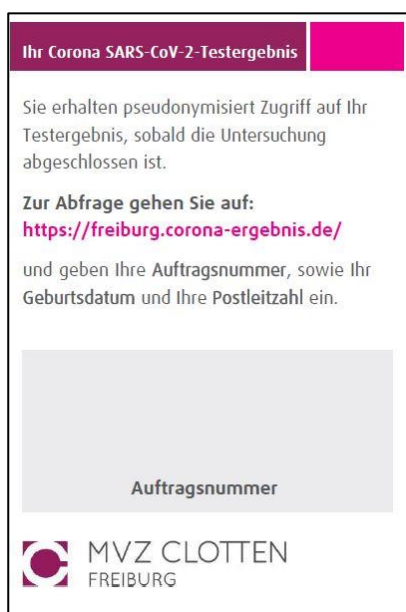 Ihr Corona SARS-CoV-2-Testergebnis
Sie erhalten pseudonymisiert Zugriff auf Ihr
Testergebnis, sobald die Untersuchung
abgeschlossen ist.
Zur Abfrage gehen Sie auf:
https://freiburg.corona-ergebnis.de/
und geben Ihre Auftragsnummer, sowie Ihr
Geburtsdatum und Ihre Postleitzahl ein.
Auftragsnummer
MVZ CLOTTEN
FREIBURG